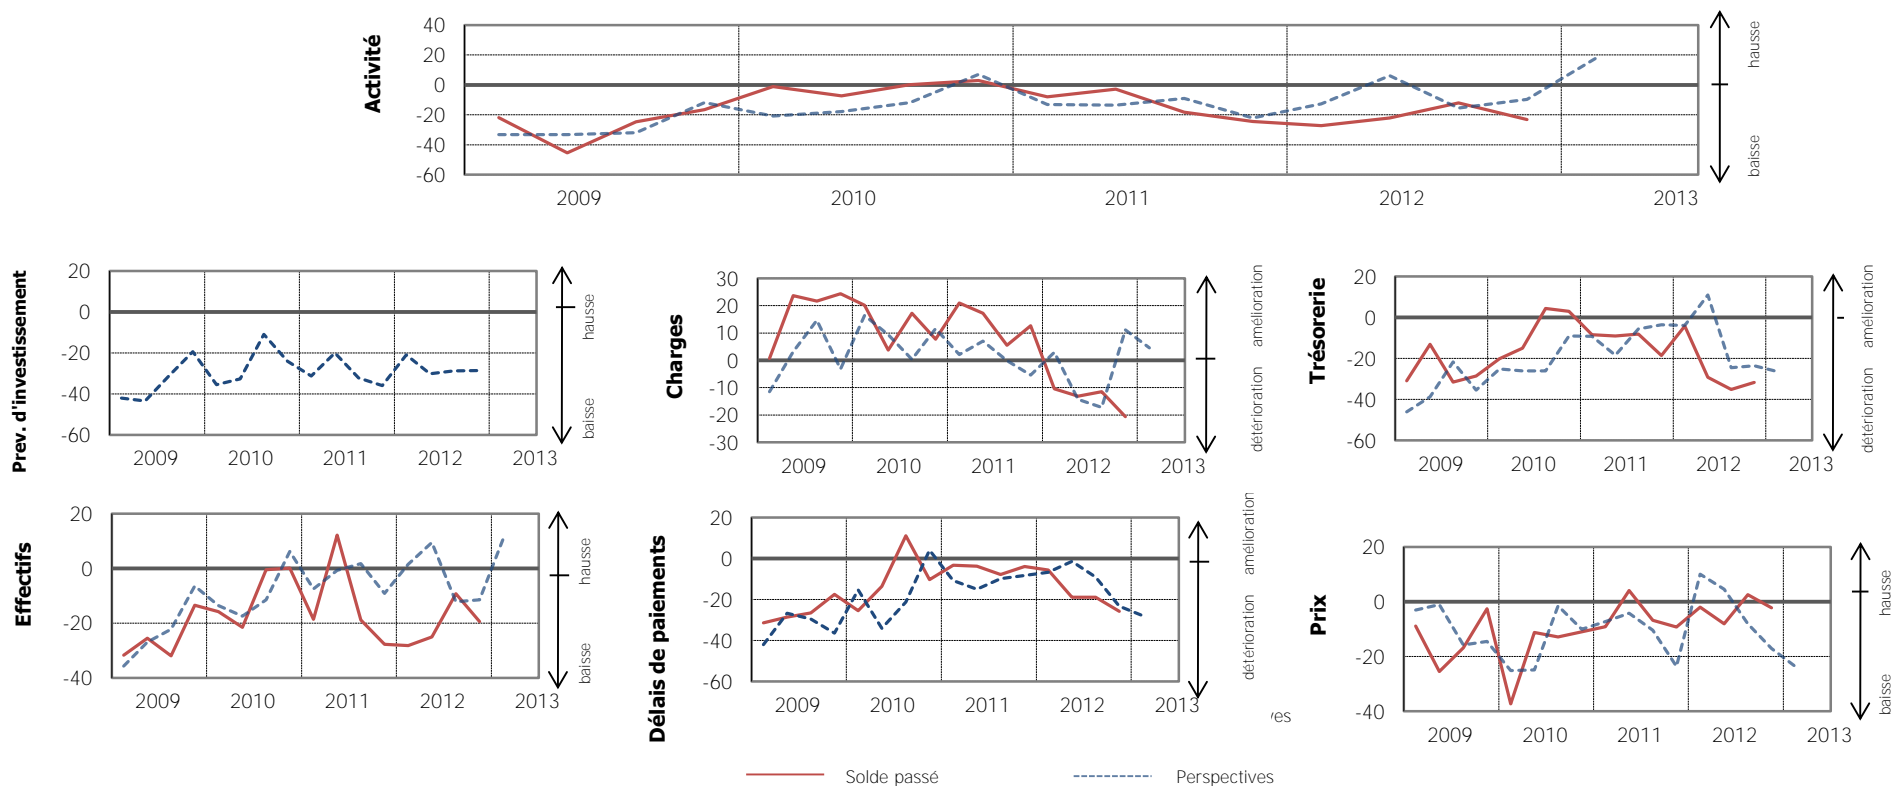 Activité
40
20
0
-20
-40
-60
2009 2010 2011 2012 2013
hausse
baisse
Prev. d'investissement
20
0
-20
-40
-60
2009 2010 2011 2012 2013
hausse
baisse
Charges
30
20
10
0
-10
-20
-30
2009 2010 2011 2012 2013
amélioration
détérioration
Trésorerie
20
0
-20
-40
-60
2009 2010 2011 2012 2013
amélioration
détérioration
Effectifs
20
0
-20
-40
2009 2010 2011 2012 2013
hausse
baisse
Délais de paiements
20
0
-20
-40
-60
2009 2010 2011 2012 2013
amélioration
détérioration
ves
Prix
20
0
-20
-40
2009 2010 2011 2012 2013
hausse
baisse
Solde passé
Perspectives